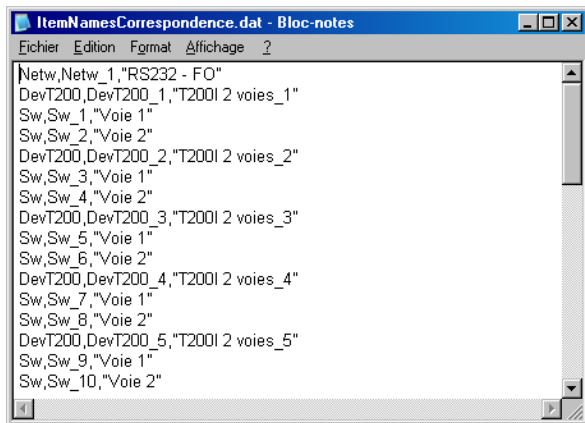 ItemNamesCorrespondence.dat - Bloc-notes
Fichier Edition Format Affichage ?
Netw,Netw_1,"RS232 - FO"
DevT200,DevT200_1,"T200I 2 voies_1"
Sw,Sw_1,"Voie 1"
Sw,Sw_2,"Voie 2"
DevT200,DevT200_2,"T200I 2 voies_2"
Sw,Sw_3,"Voie 1"
Sw,Sw_4,"Voie 2"
DevT200,DevT200_3,"T200I 2 voies_3"
Sw,Sw_5,"Voie 1"
Sw,Sw_6,"Voie 2"
DevT200,DevT200_4,"T200I 2 voies_4"
Sw,Sw_7,"Voie 1"
Sw,Sw_8,"Voie 2"
DevT200,DevT200_5,"T200I 2 voies_5"
Sw,Sw_9,"Voie 1"
Sw,Sw_10,"Voie 2"